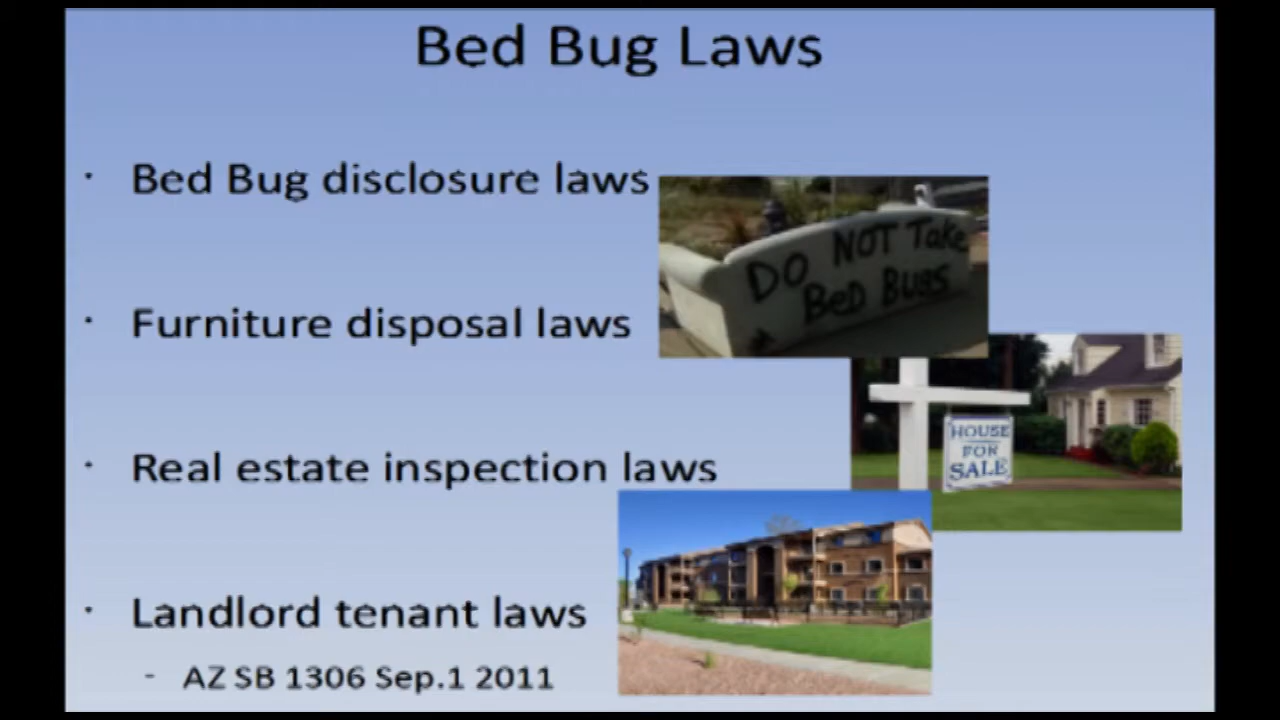 Bed Bug Laws
· Bed Bug disclosure laws
DO NOT Take
BeD BuGS
· Furniture disposal laws
HOUSE
FOR
SALE
· Real estate inspection laws
· Landlord tenant laws
- AZ SB 1306 Sep.1 2011